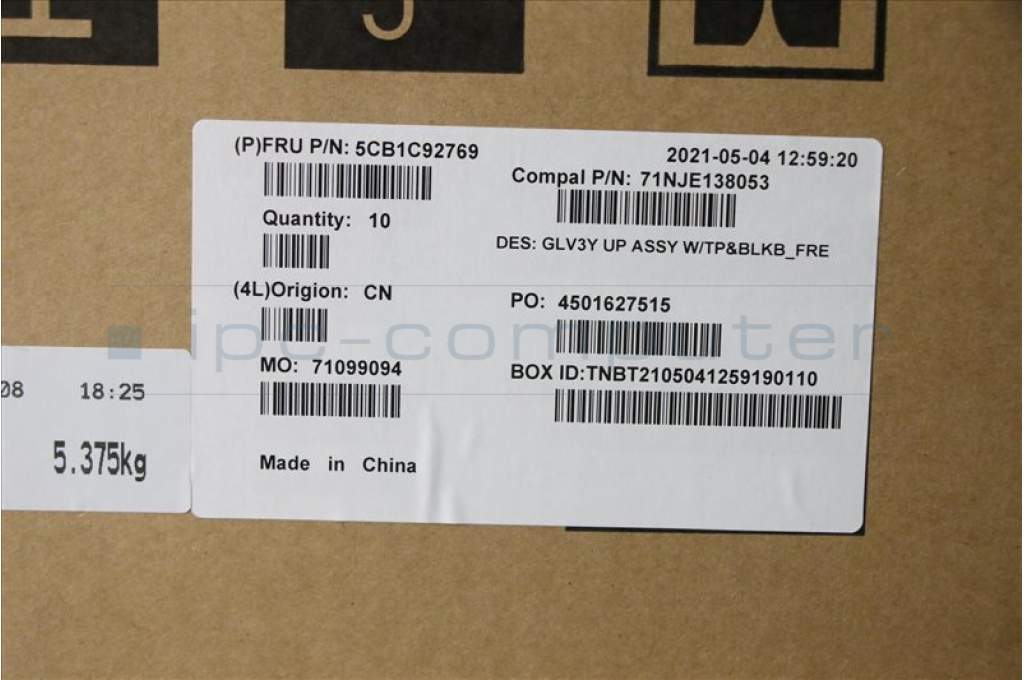 (P)FRU P/N: 5CB1C92769
2021-05-04 12:59:20
Compal P/N: 71NJE138053
Quantity: 10
DES: GLV3Y UP ASSY W/TP&BLKB_FRE
(4L)Origion: CN
PO: 4501627515
ipc-computer
MO: 71099094
BOX ID:TNBT2105041259190110
08 18:25
5.375kg
Made in China